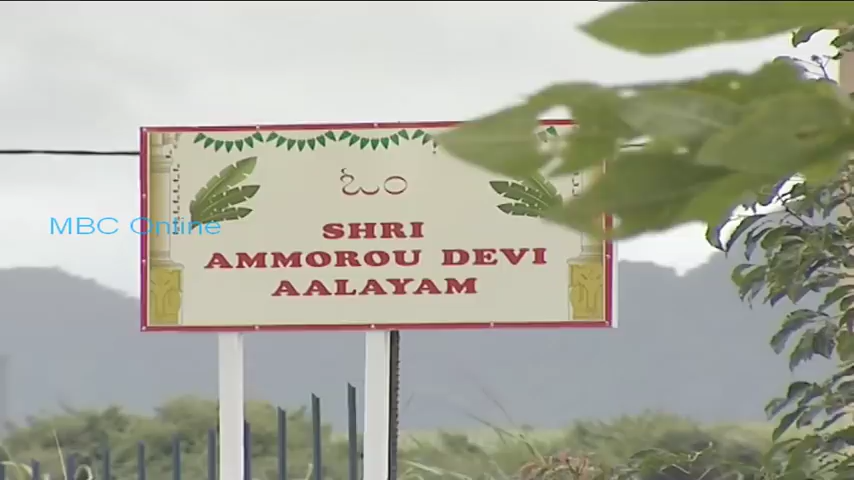 ఓం
SHRI
AMMOROU DEVI
AALAYAM
MBC Online